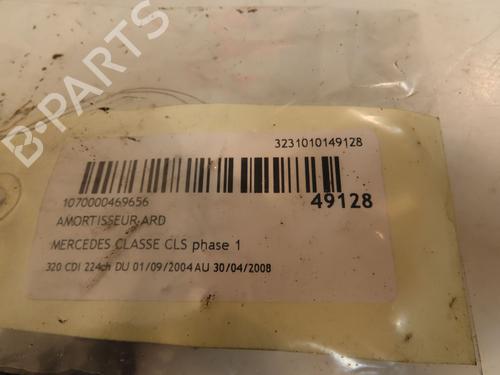 B-PARTS
3231010149128
1070000469656
49128
AMORTISSEUR ARD
MERCEDES CLASSE CLS phase 1
320 CDI 224ch DU 01/09/2004 AU 30/04/2008